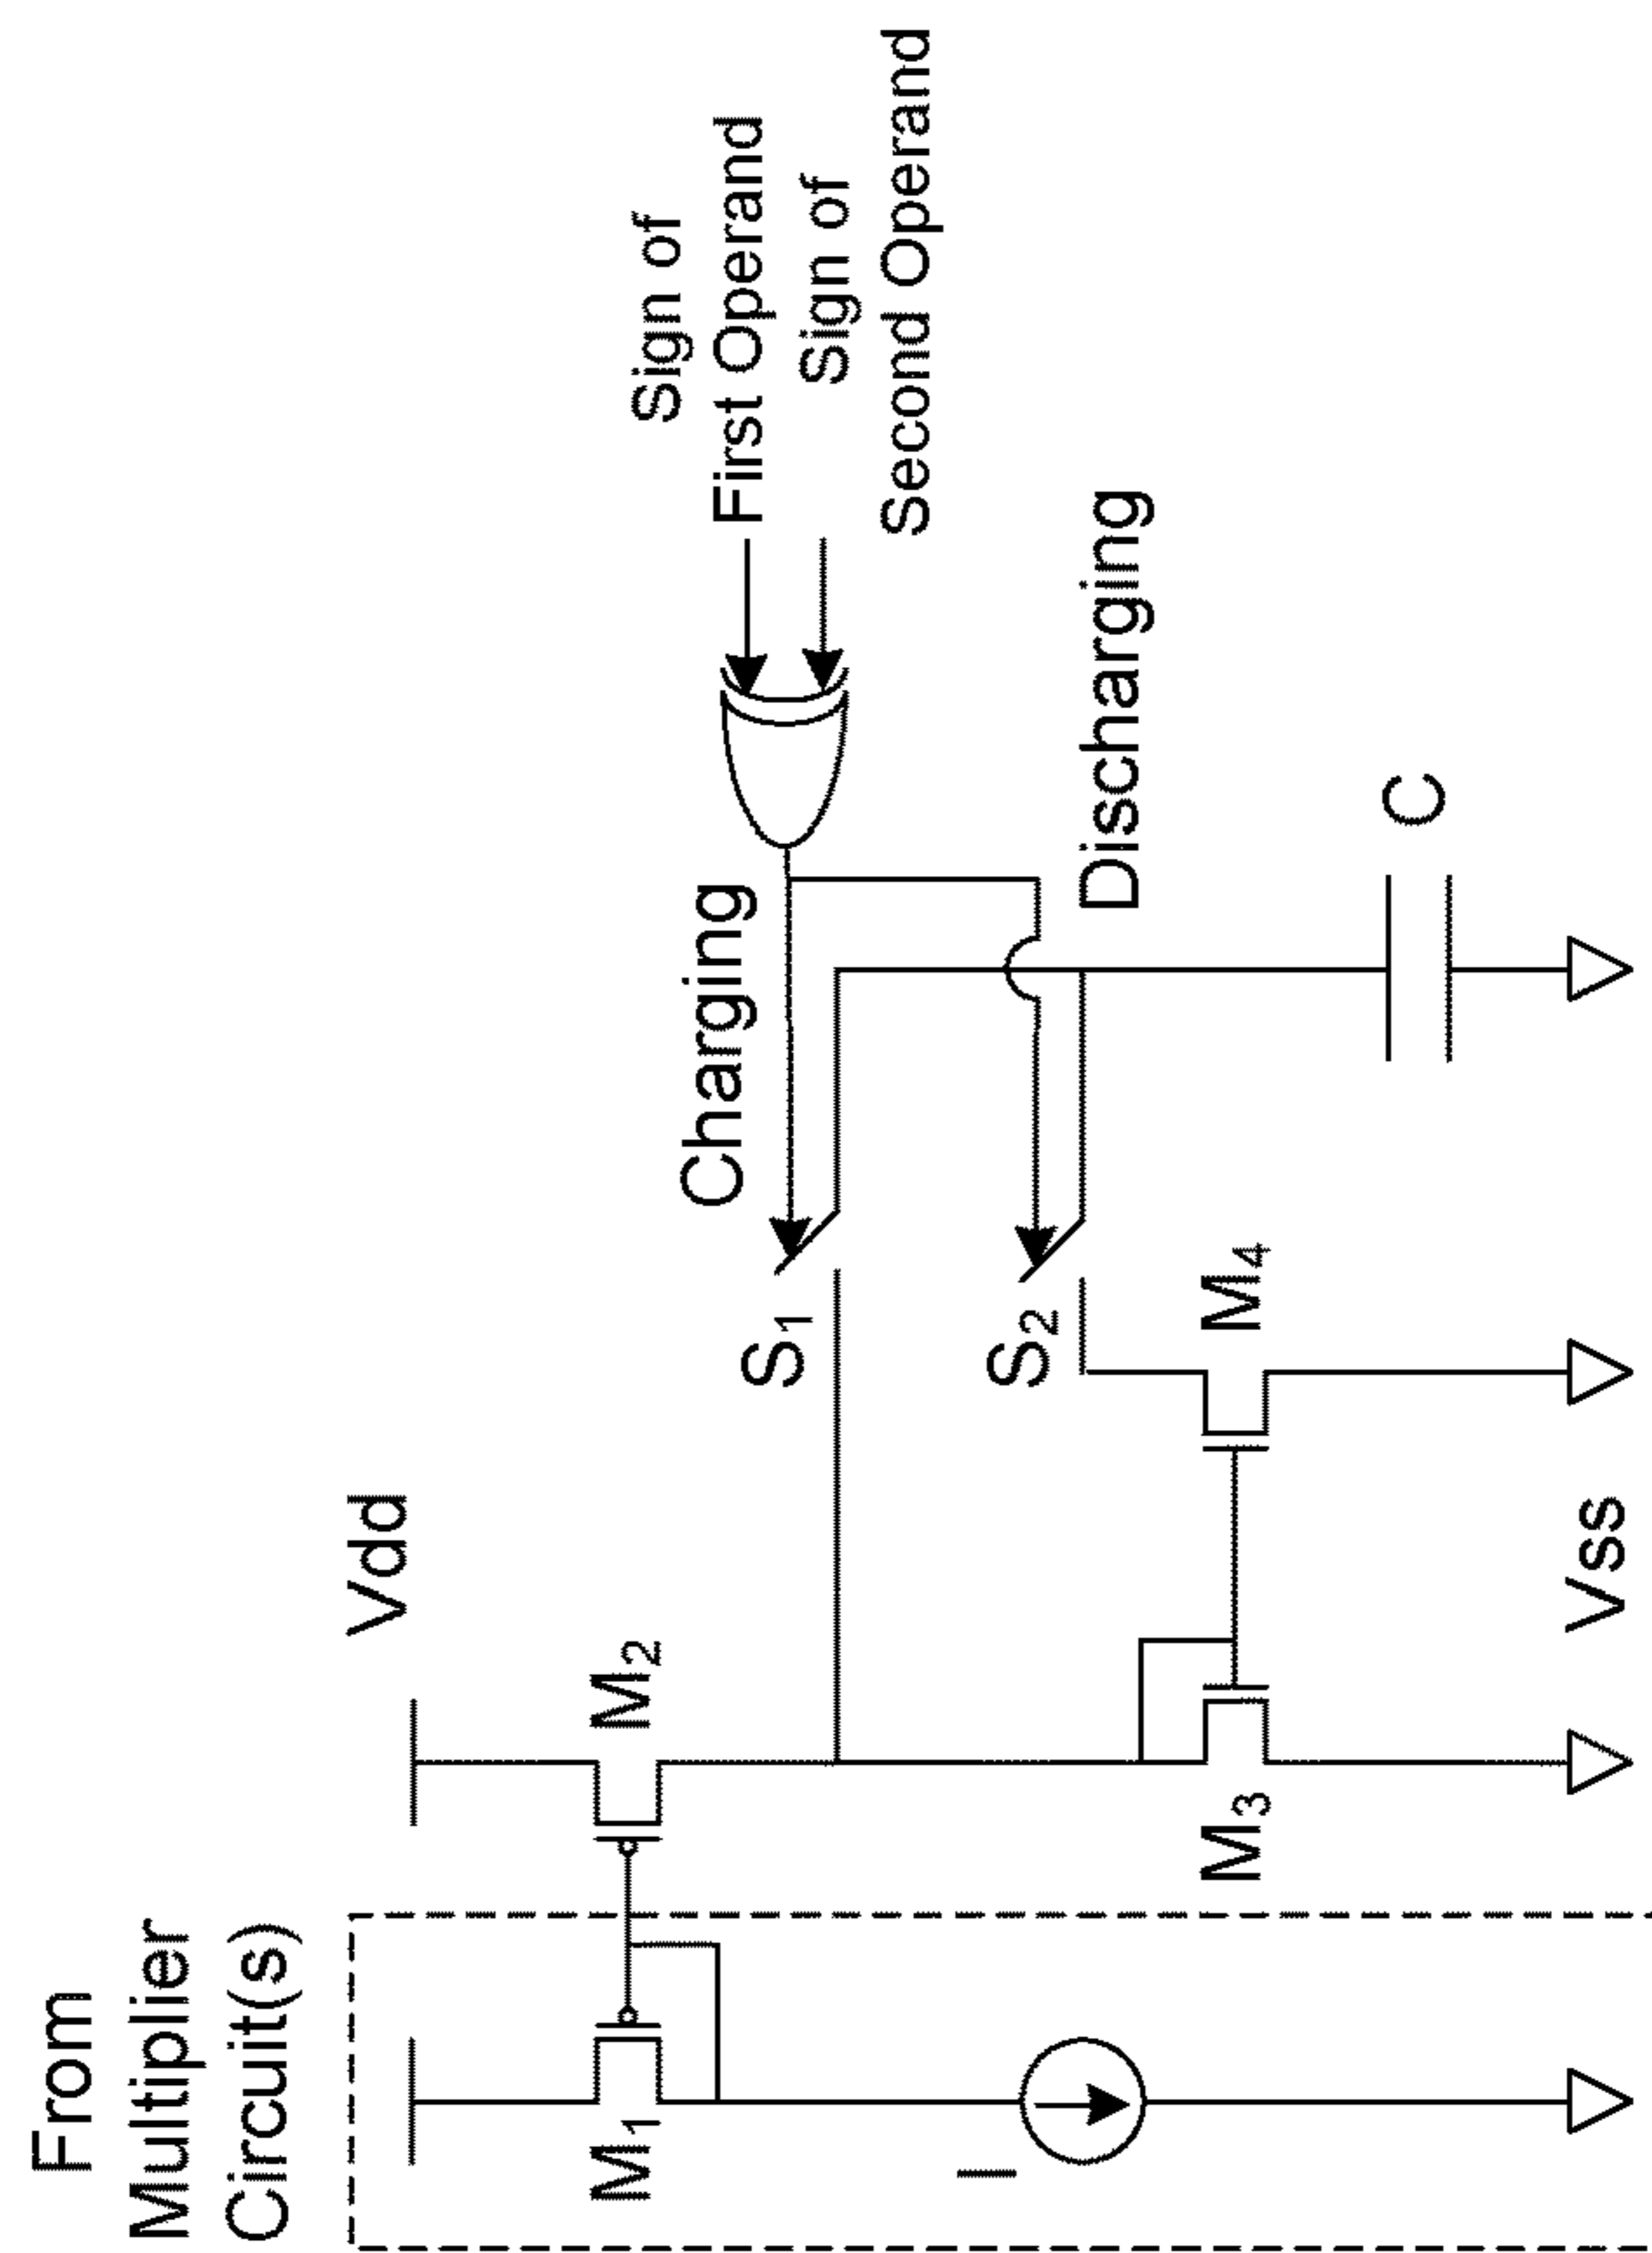 From
Multiplier
Circuit(s)
Vdd
M1
M2
I
S1
Charging
Sign of
First Operand
Sign of
Second Operand
S2
Discharging
M3
M4
C
Vss